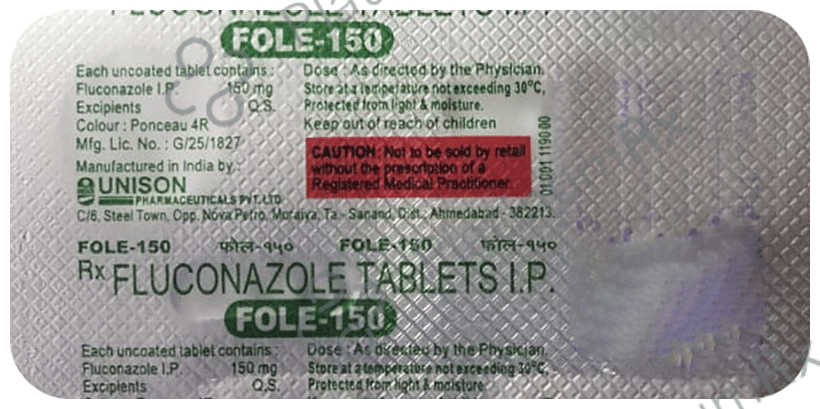 FLUCONAZOLE TABLETS I.P.
FOLE-150
Each uncoated tablet contains :
Fluconazole I.P. 150 mg
Excipients Q.S.
Colour : Ponceau 4R
Mfg. Lic. No. : G/25/1827
Manufactured in India by :
UNISON
PHARMACEUTICALS PVT. LTD.
C/6, Steel Town, Opp. Nova Petro, Moraiya, Ta.- Sanand, Dist.: Ahmedabad - 382213.
Dose : As directed by the Physician.
Store at a temperature not exceeding 30°C,
Protected from light & moisture.
Keep out of reach of children
CAUTION: Not to be sold by retail
without the prescription of a
Registered Medical Practitioner.
01001 1190 00
FOLE-150 फोल-१५० FOLE-150 फोल-१५०
Rx FLUCONAZOLE TABLETS I.P.
FOLE-150
Each uncoated tablet contains :
Fluconazole I.P. 150 mg
Excipients Q.S.
Dose : As directed by the Physician.
Store at a temperature not exceeding 30°C,
Protected from light & moisture.